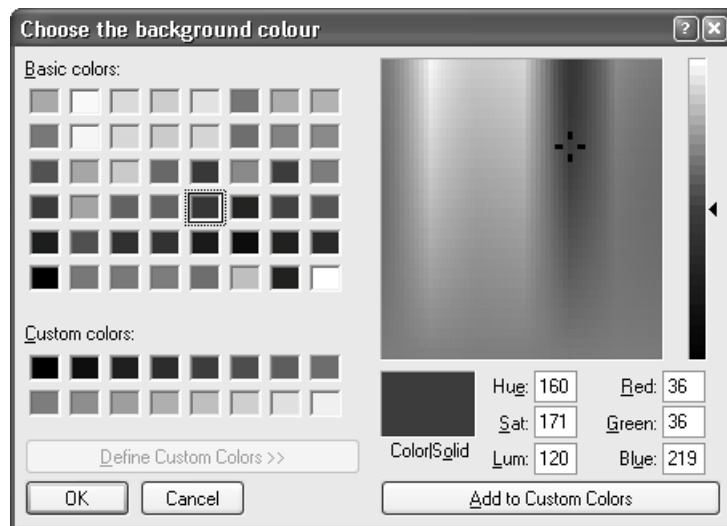 Choose the background colour
Basic colors:
Custom colors:
Define Custom Colors >>
OK Cancel
Color|Solid
Hue: 160 Red: 36
Sat: 171 Green: 36
Lum: 120 Blue: 219
Add to Custom Colors